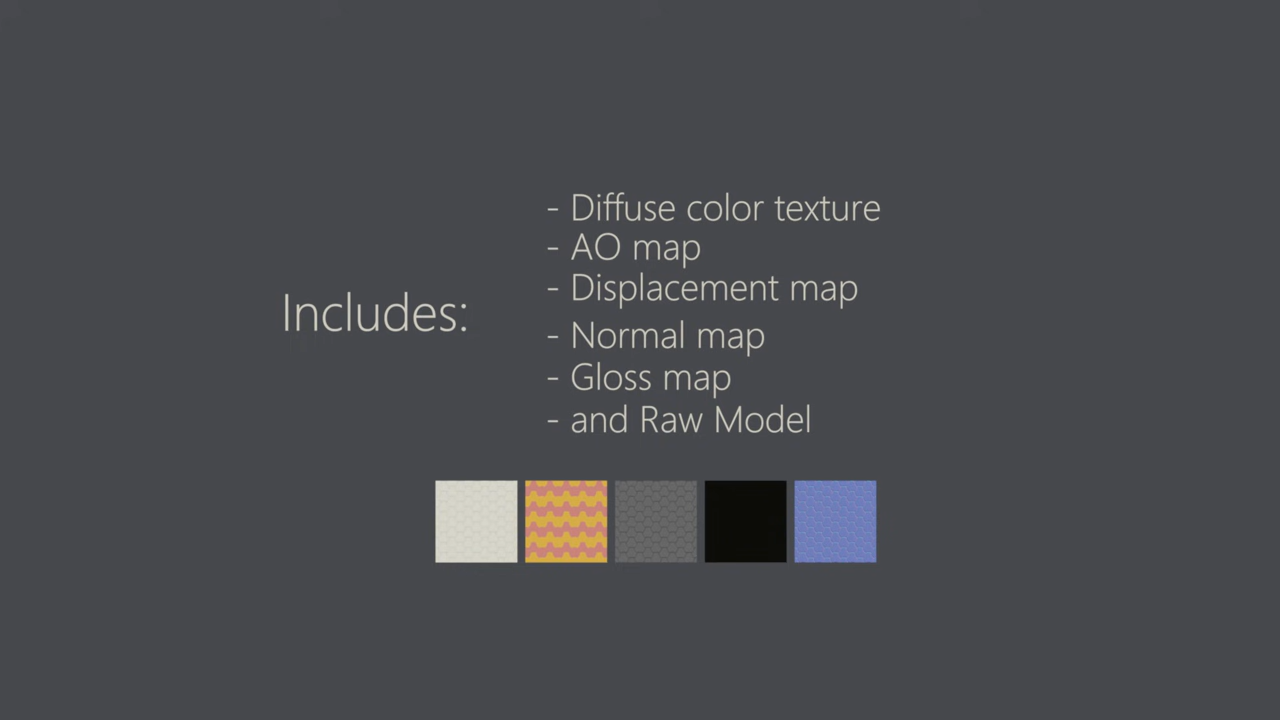 Includes:
- Diffuse color texture
- AO map
- Displacement map
- Normal map
- Gloss map
- and Raw Model